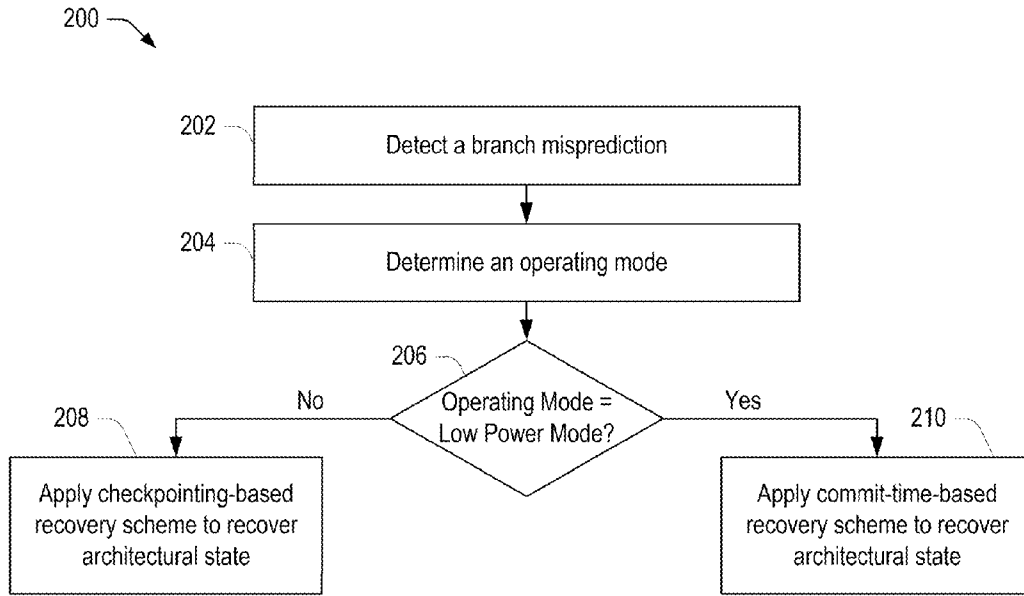 200
202
Detect a branch misprediction
204
Determine an operating mode
206
Operating Mode =
Low Power Mode?
No
Yes
208
Apply checkpointing-based
recovery scheme to recover
architectural state
210
Apply commit-time-based
recovery scheme to recover
architectural state